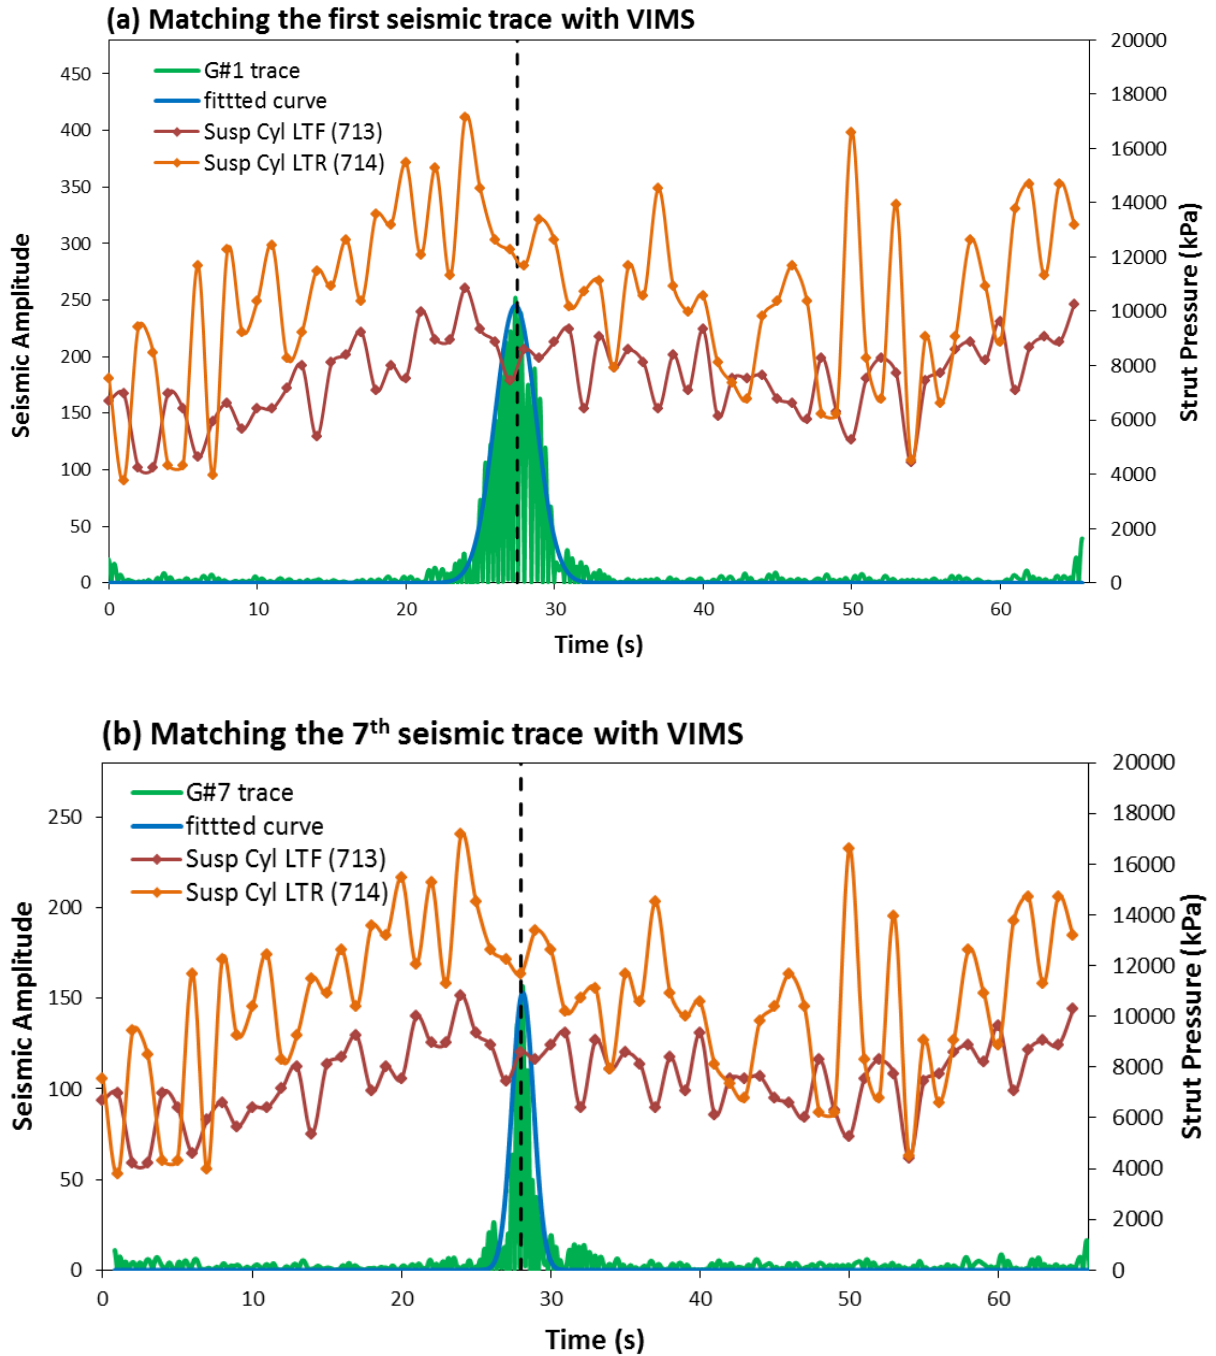 (a) Matching the first seismic trace with VIMS
G#1 trace
fittted curve
Susp Cyl LTF (713)
Susp Cyl LTR (714)
Seismic Amplitude
450
400
350
300
250
200
150
100
50
0
20000
18000
16000
14000
12000
10000
8000
6000
4000
2000
0
Strut Pressure (kPa)
0 10 20 30 40 50 60
Time (s)
(b) Matching the 7th seismic trace with VIMS
G#7 trace
fittted curve
Susp Cyl LTF (713)
Susp Cyl LTR (714)
Seismic Amplitude
250
200
150
100
50
0
20000
18000
16000
14000
12000
10000
8000
6000
4000
2000
0
Strut Pressure (kPa)
0 10 20 30 40 50 60
Time (s)